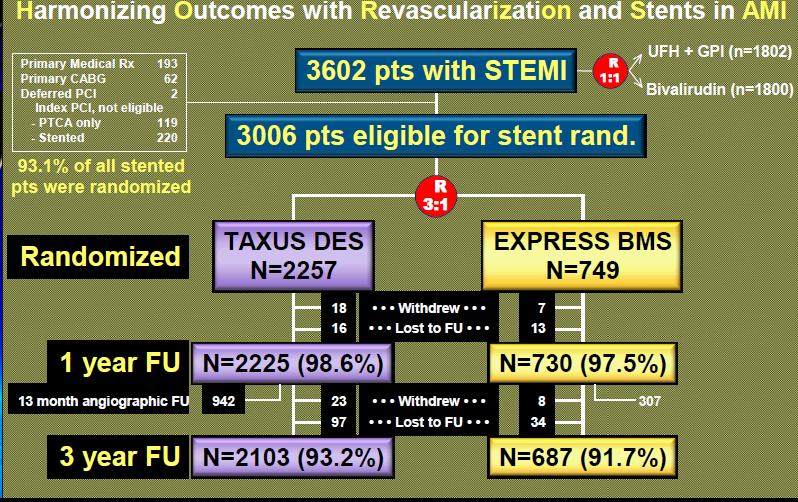 Harmonizing Outcomes with Revascularization and Stents in AMI
Primary Medical Rx 193
Primary CABG 62
Deferred PCI 2
Index PCI, not eligible
- PTCA only 119
- Stented 220
93.1% of all stented
pts were randomized
3602 pts with STEMI
R
1:1
UFH + GPI (n=1802)
Bivalirudin (n=1800)
3006 pts eligible for stent rand.
R
3:1
Randomized
TAXUS DES
N=2257
EXPRESS BMS
N=749
18 • • • Withdrew • • • 7
16 • • • Lost to FU • • • 13
1 year FU N=2225 (98.6%) N=730 (97.5%)
13 month angiographic FU 942 307
23 • • • Withdrew • • • 8
97 • • • Lost to FU • • • 34
3 year FU N=2103 (93.2%) N=687 (91.7%)